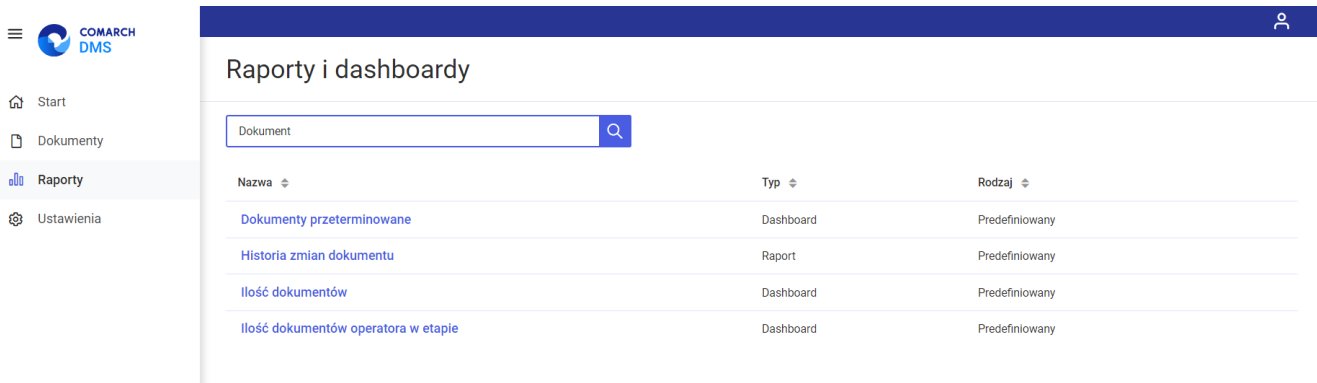 COMARCH
DMS
Start
Dokumenty
Raporty
Ustawienia
Raporty i dashboardy
Dokument
Nazwa Typ Rodzaj
Dokumenty przeterminowane Dashboard Predefiniowany
Historia zmian dokumentu Raport Predefiniowany
Ilość dokumentów Dashboard Predefiniowany
Ilość dokumentów operatora w etapie Dashboard Predefiniowany